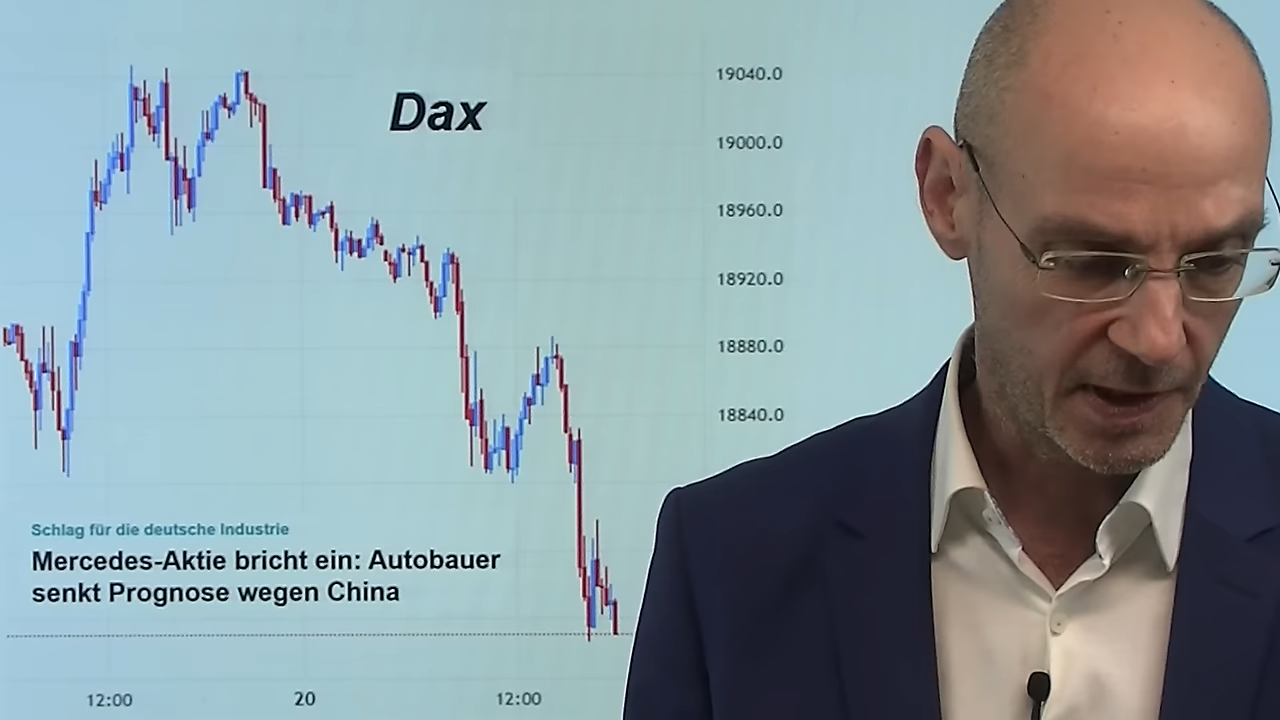 Dax
19040.0
19000.0
18960.0
18920.0
18880.0
18840.0
Schlag für die deutsche Industrie
Mercedes-Aktie bricht ein: Autobauer
senkt Prognose wegen China
12:00
20
12:00